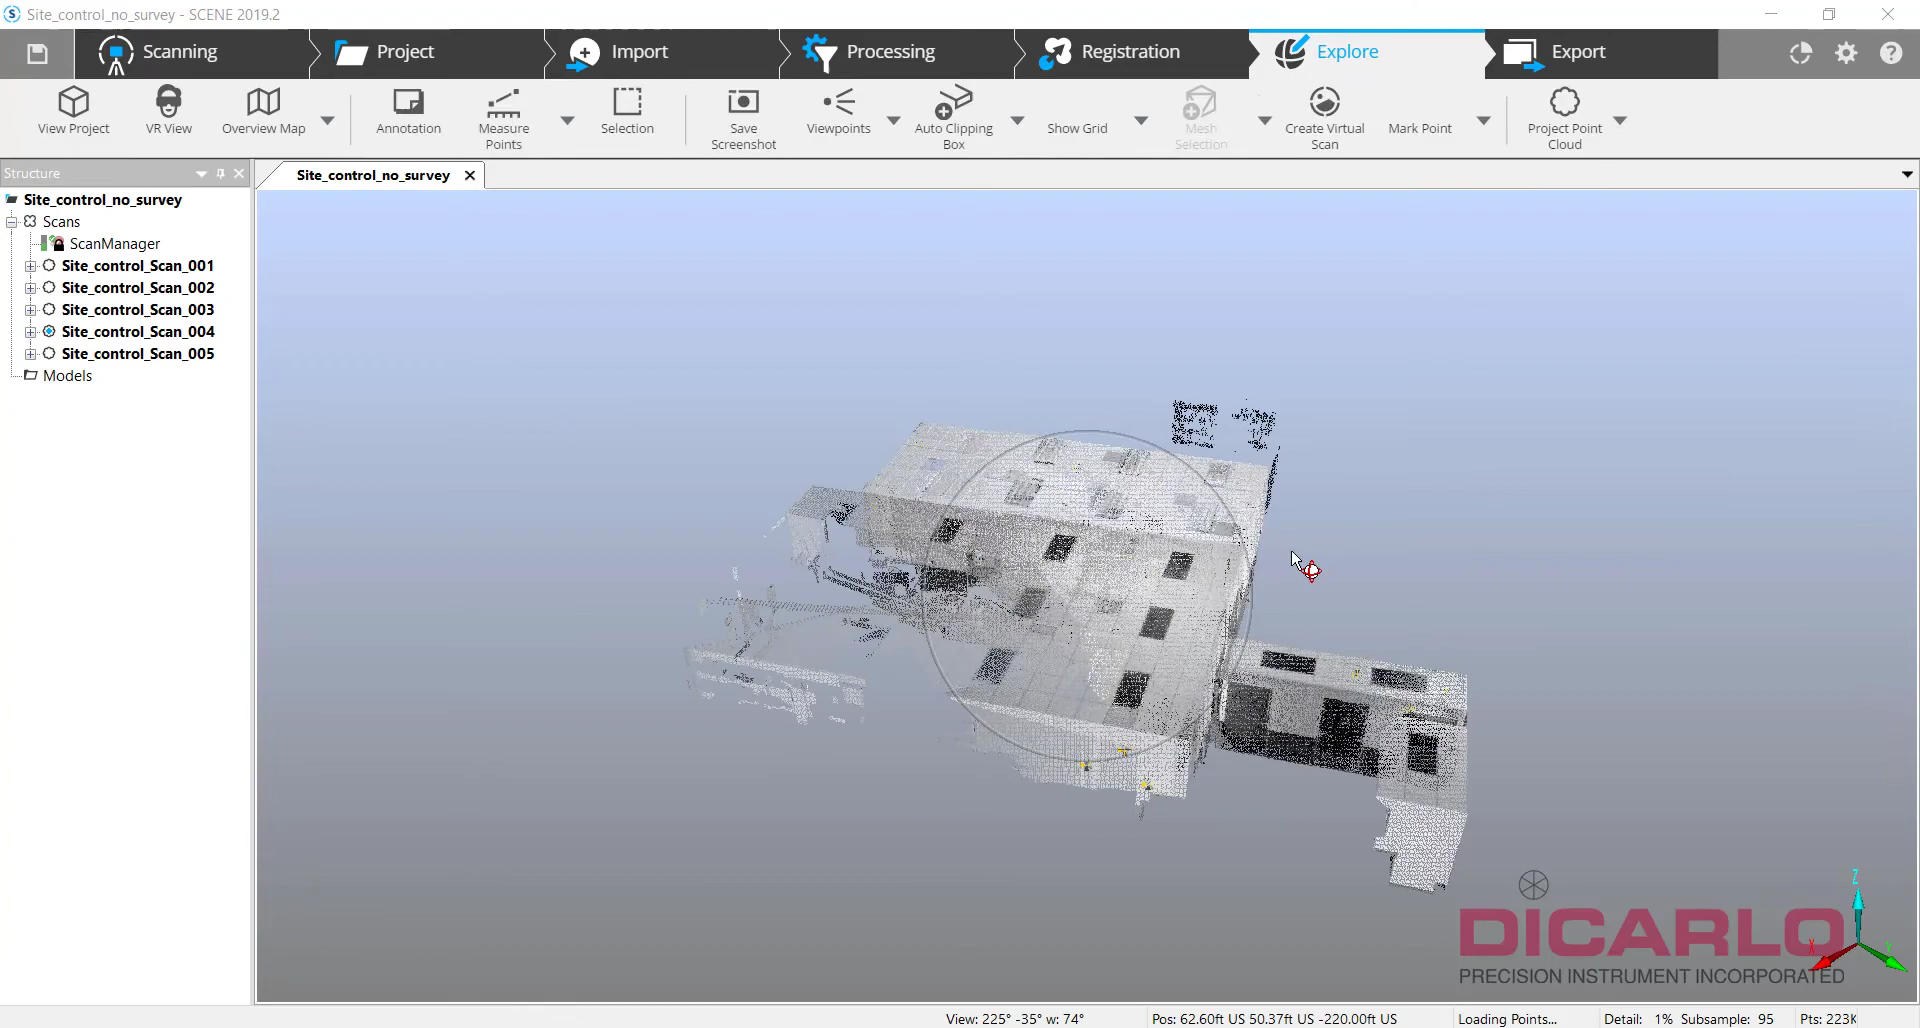 Site_control_no_survey - SCENE 2019.2
Scanning Project Import Processing Registration Explore Export
View Project VR View Overview Map Annotation Measure Points Selection Save Screenshot Viewpoints Auto Clipping Box Show Grid Mesh Selection Create Virtual Scan Mark Point Project Point Cloud
Structure
Site_control_no_survey
Site_control_no_survey
Scans
ScanManager
Site_control_Scan_001
Site_control_Scan_002
Site_control_Scan_003
Site_control_Scan_004
Site_control_Scan_005
Models
Z
X
Y
DICARLO
PRECISION INSTRUMENT INCORPORATED
View: 225° -35° w: 74° Pos: 62.60ft US 50.37ft US -220.00ft US Loading Points... Detail: 1% Subsample: 95 Pts: 223K